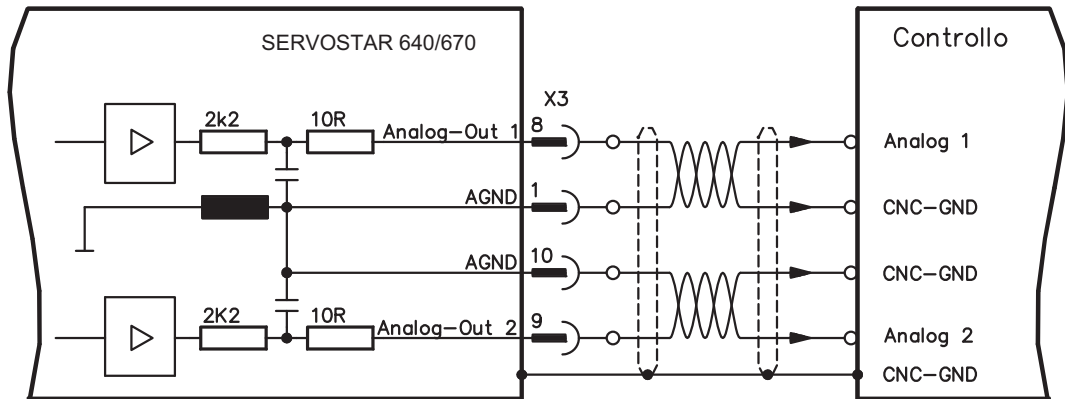 SERVOSTAR 640/670
Controllo
X3
2k2
10R
Analog-Out 1
8
Analog 1
AGND
1
CNC-GND
AGND
10
CNC-GND
2K2
10R
Analog-Out 2
9
Analog 2
CNC-GND